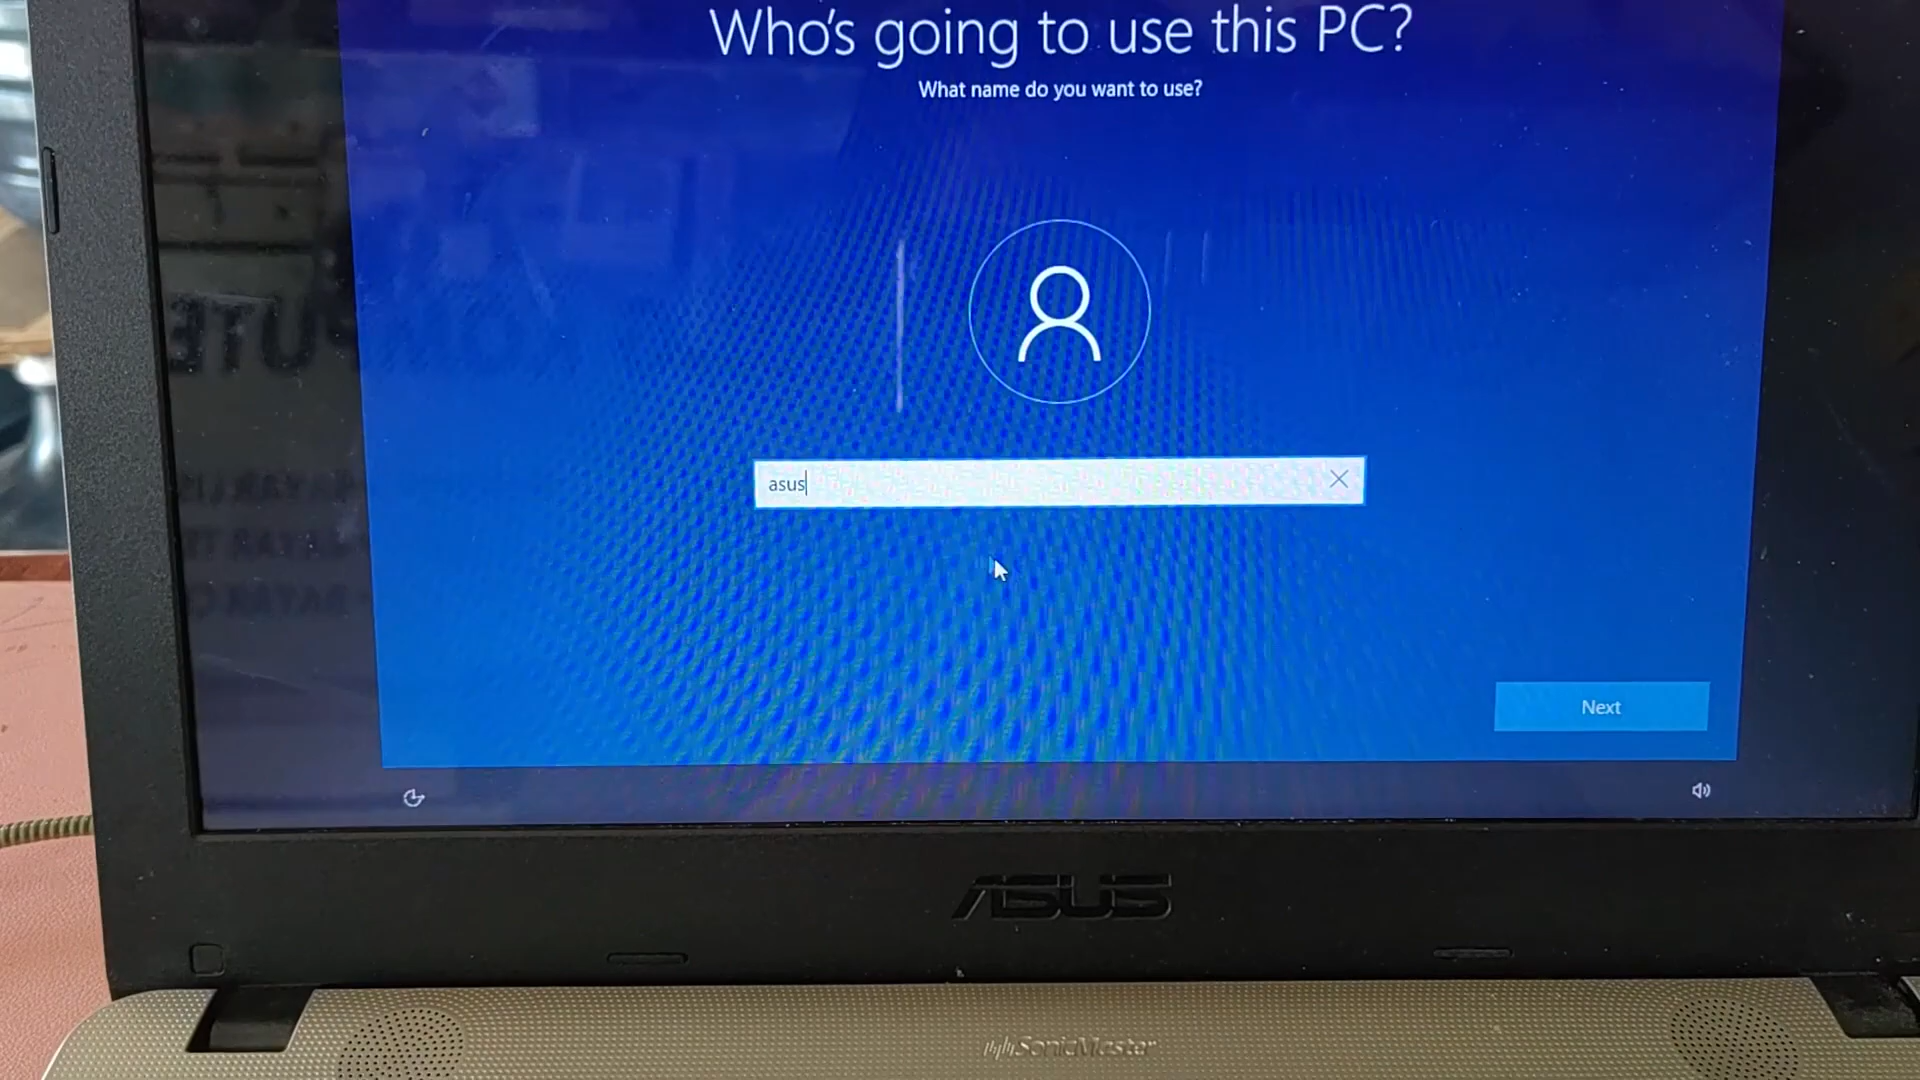 Who's going to use this PC?
What name do you want to use?
asus
Next
ASUS
SonicMaster